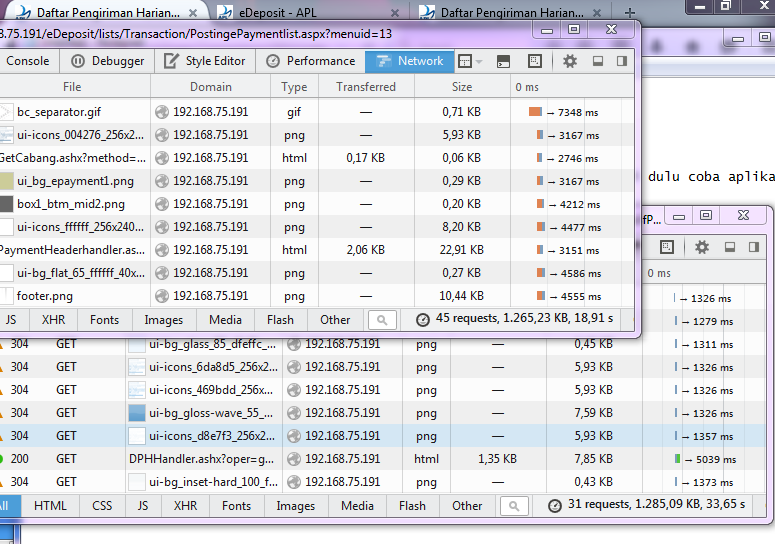 Daftar Pengiriman Harian... × eDeposit - APL × Daftar Pengiriman Harian... × +
8.75.191/eDeposit/lists/Transaction/PostingePaymentlist.aspx?menuid=13
Console Debugger Style Editor Performance Network
File Domain Type Transferred Size 0 ms
bc_separator.gif 192.168.75.191 gif — 0,71 KB → 7348 ms
ui-icons_004276_256x2... 192.168.75.191 png — 5,93 KB → 3167 ms
GetCabang.ashx?method=... 192.168.75.191 html 0,17 KB 0,06 KB → 2746 ms
ui_bg_epayment1.png 192.168.75.191 png — 0,29 KB → 3167 ms
dulu coba aplika
box1_btm_mid2.png 192.168.75.191 png — 0,20 KB → 4212 ms
ui-icons_ffffff_256x240... 192.168.75.191 png — 8,20 KB → 4477 ms
PaymentHeaderhandler.as... 192.168.75.191 html 2,06 KB 22,91 KB → 3151 ms
ui-bg_flat_65_ffffff_40x... 192.168.75.191 png — 0,27 KB → 4586 ms
footer.png 192.168.75.191 png — 10,44 KB → 4555 ms
JS XHR Fonts Images Media Flash Other 45 requests, 1.265,23 KB, 18,91 s
0 ms
→ 1326 ms
→ 1279 ms
304 GET ui-bg_glass_85_dfeffc_... 192.168.75.191 png — 0,45 KB → 1311 ms
304 GET ui-icons_6da8d5_256x2... 192.168.75.191 png — 5,93 KB → 1326 ms
304 GET ui-icons_469bdd_256x... 192.168.75.191 png — 5,93 KB → 1326 ms
304 GET ui-bg_gloss-wave_55_... 192.168.75.191 png — 7,59 KB → 1326 ms
304 GET ui-icons_d8e7f3_256x2... 192.168.75.191 png — 5,93 KB → 1357 ms
200 GET DPHHandler.ashx?oper=g... 192.168.75.191 html 1,35 KB 7,85 KB → 5039 ms
304 GET ui-bg_inset-hard_100_f... 192.168.75.191 png — 0,43 KB → 1373 ms
All HTML CSS JS XHR Fonts Images Media Flash Other 31 requests, 1.285,09 KB, 33,65 s